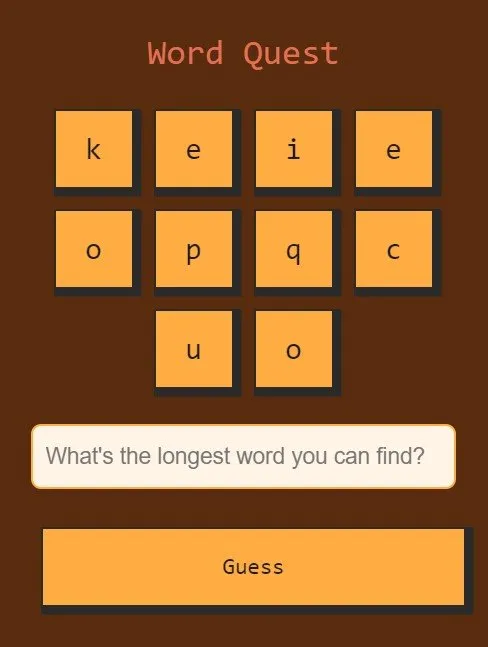 Word Quest
k e i e
o p q c
u o
What's the longest word you can find?
Guess